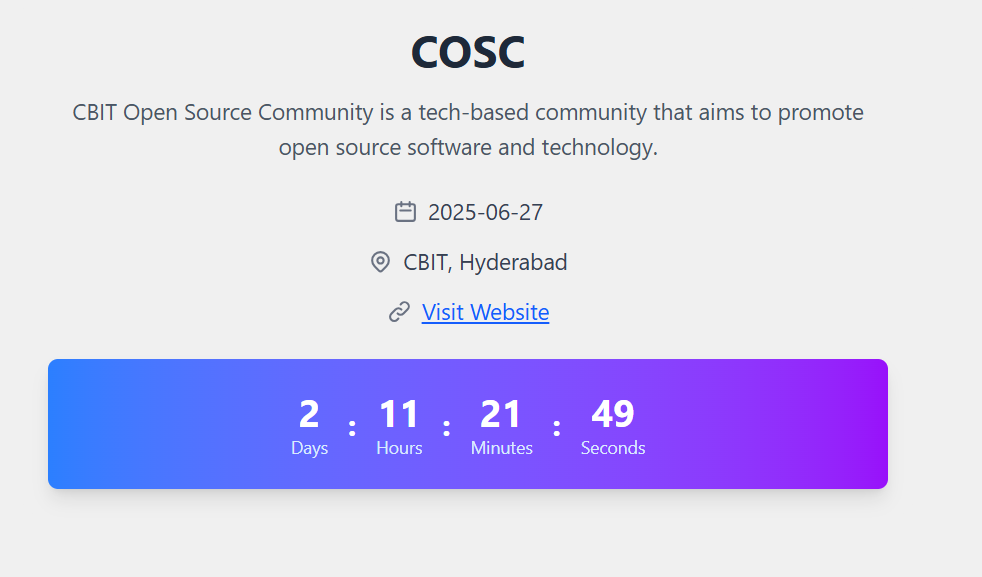 COSC
CBIT Open Source Community is a tech-based community that aims to promote
open source software and technology.
2025-06-27
CBIT, Hyderabad
Visit Website
2 : 11 : 21 : 49
Days Hours Minutes Seconds